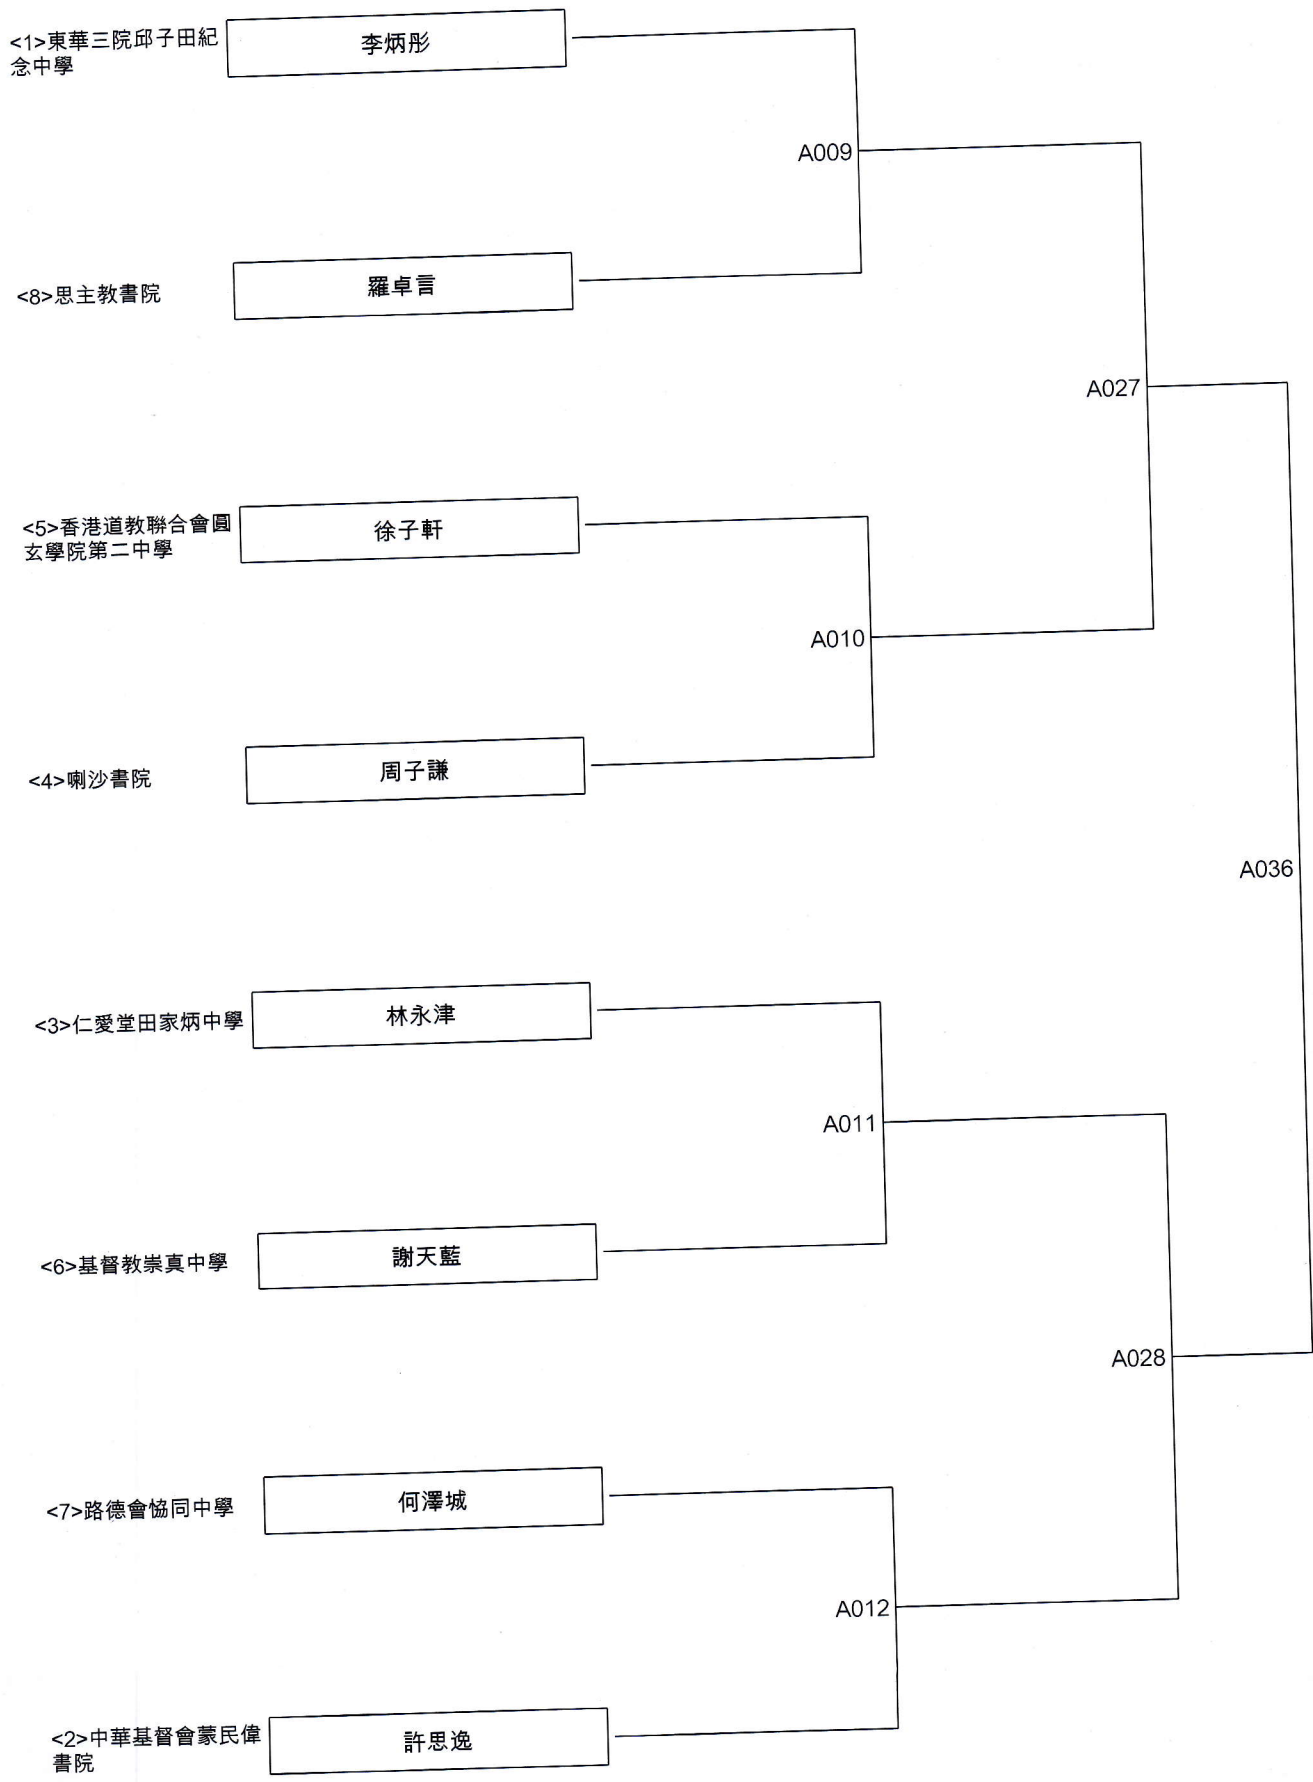 <1>東華三院邱子田紀
念中學
李炳彤
A009
<8>思主教書院
羅卓言
A027
<5>香港道教聯合會圓
玄學院第二中學
徐子軒
A010
<4>喇沙書院
周子謙
A036
<3>仁愛堂田家炳中學
林永津
A011
<6>基督教崇真中學
謝天藍
A028
<7>路德會恊同中學
何澤城
A012
<2>中華基督會蒙民偉
書院
許思逸